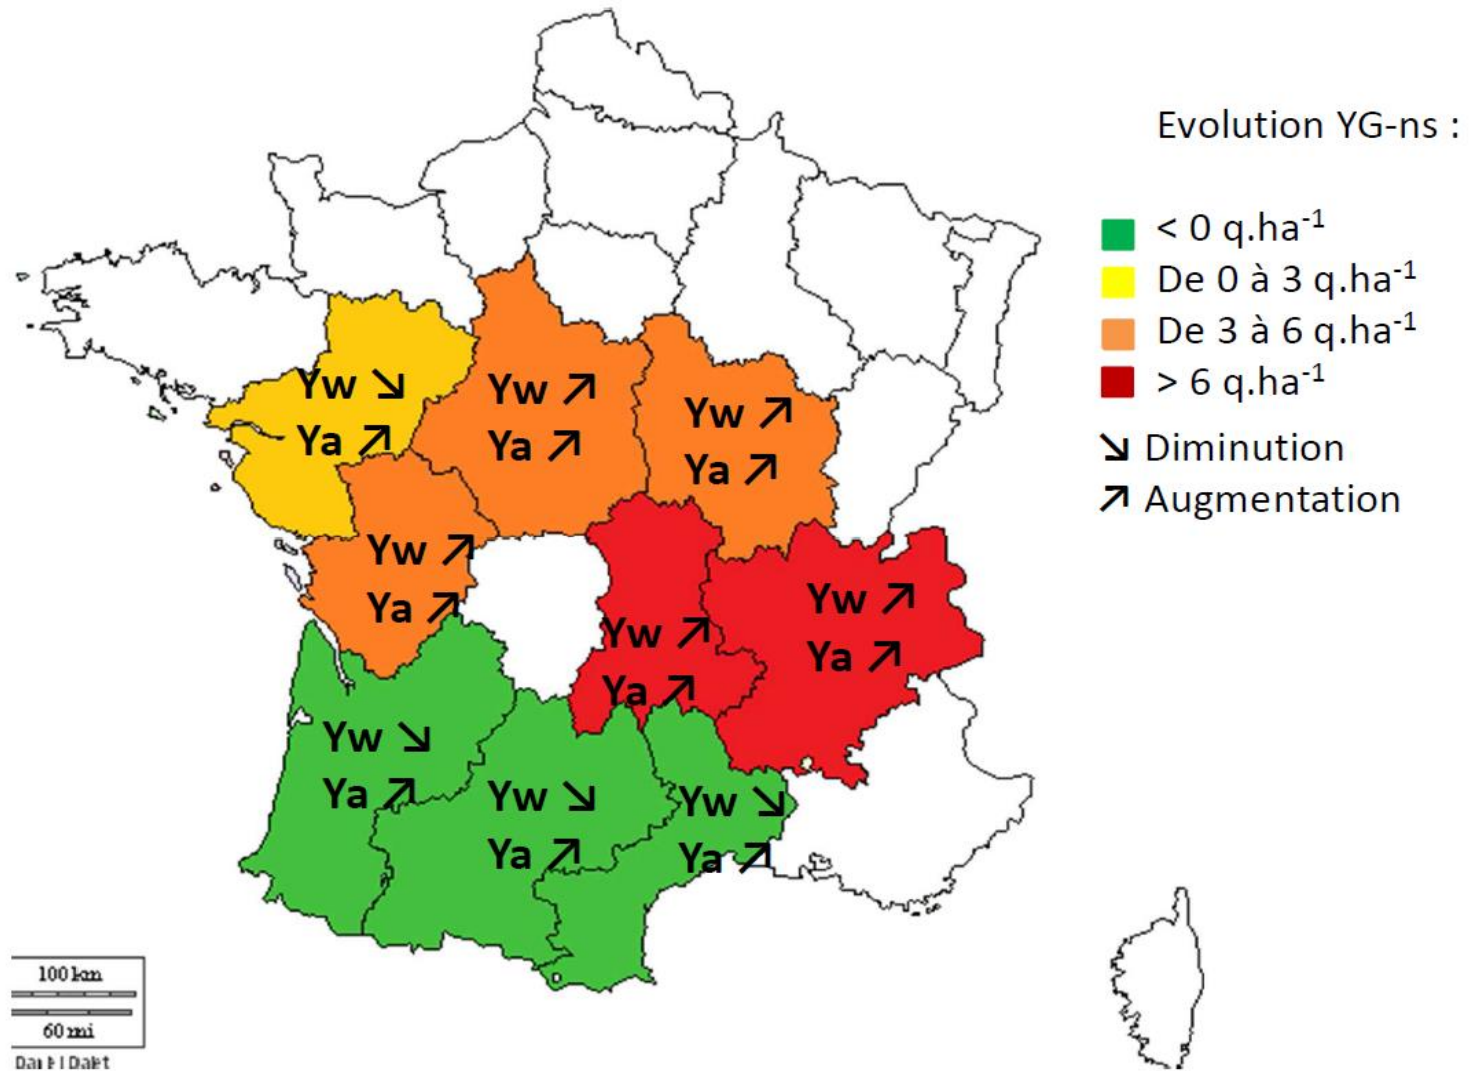 Evolution YG-ns :
< 0 q.ha⁻¹
De 0 à 3 q.ha⁻¹
De 3 à 6 q.ha⁻¹
> 6 q.ha⁻¹
↘ Diminution
↗ Augmentation
Yw ↘
Ya ↗
Yw ↗
Ya ↗
Yw ↗
Ya ↗
Yw ↗
Ya ↗
Yw ↗
Ya ↗
Yw ↗
Ya ↗
Yw ↘
Ya ↗
Yw ↘
Ya ↗
Yw ↘
Ya ↗
100 km
60 mi